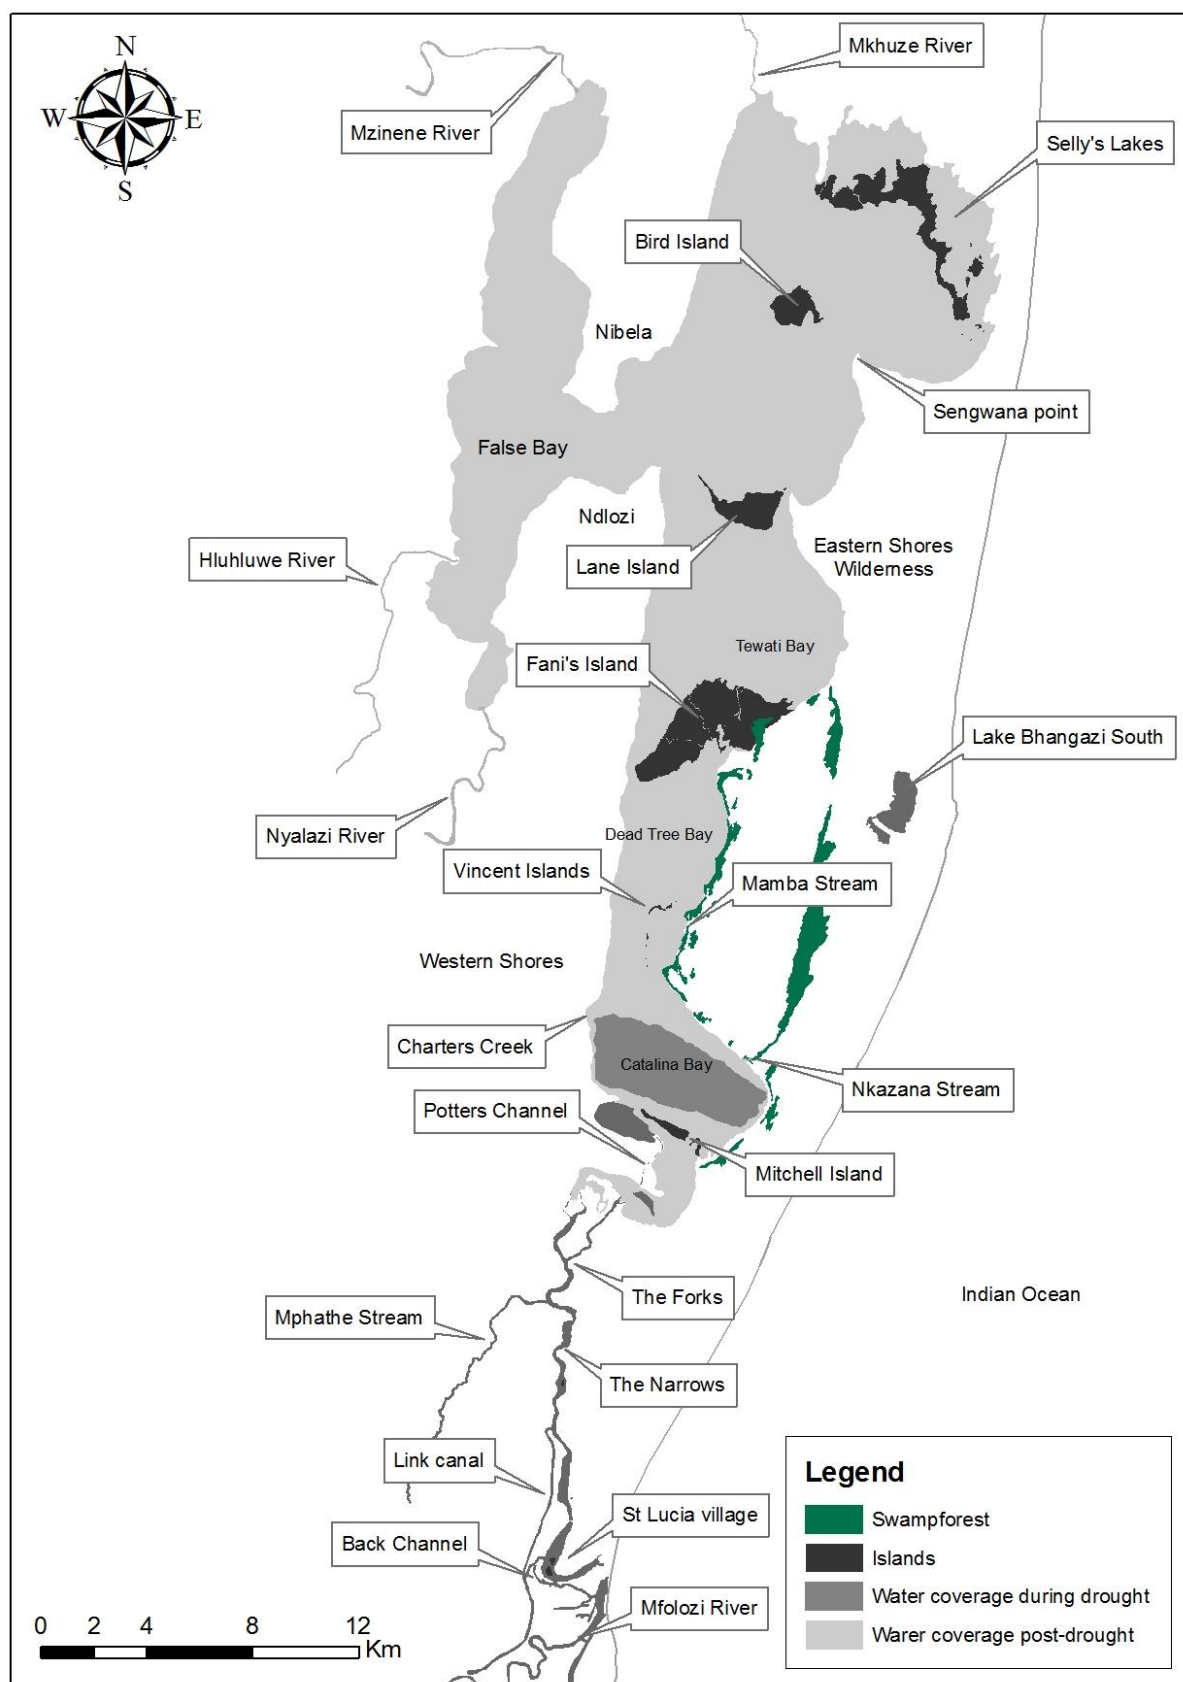 N
W E
S
Mkhuze River
Mzinene River
Selly's Lakes
Bird Island
Nibela
Sengwana point
False Bay
Ndlozi
Eastern Shores
Wilderness
Hluhluwe River
Lane Island
Tewati Bay
Fani's Island
Lake Bhangazi South
Nyalazi River
Dead Tree Bay
Vincent Islands
Mamba Stream
Western Shores
Charters Creek
Catalina Bay
Nkazana Stream
Potters Channel
Mitchell Island
The Forks
Indian Ocean
Mphathe Stream
The Narrows
Link canal
St Lucia village
Back Channel
Mfolozi River
0 2 4 8 12
Km
Legend
Swampforest
Islands
Water coverage during drought
Warer coverage post-drought